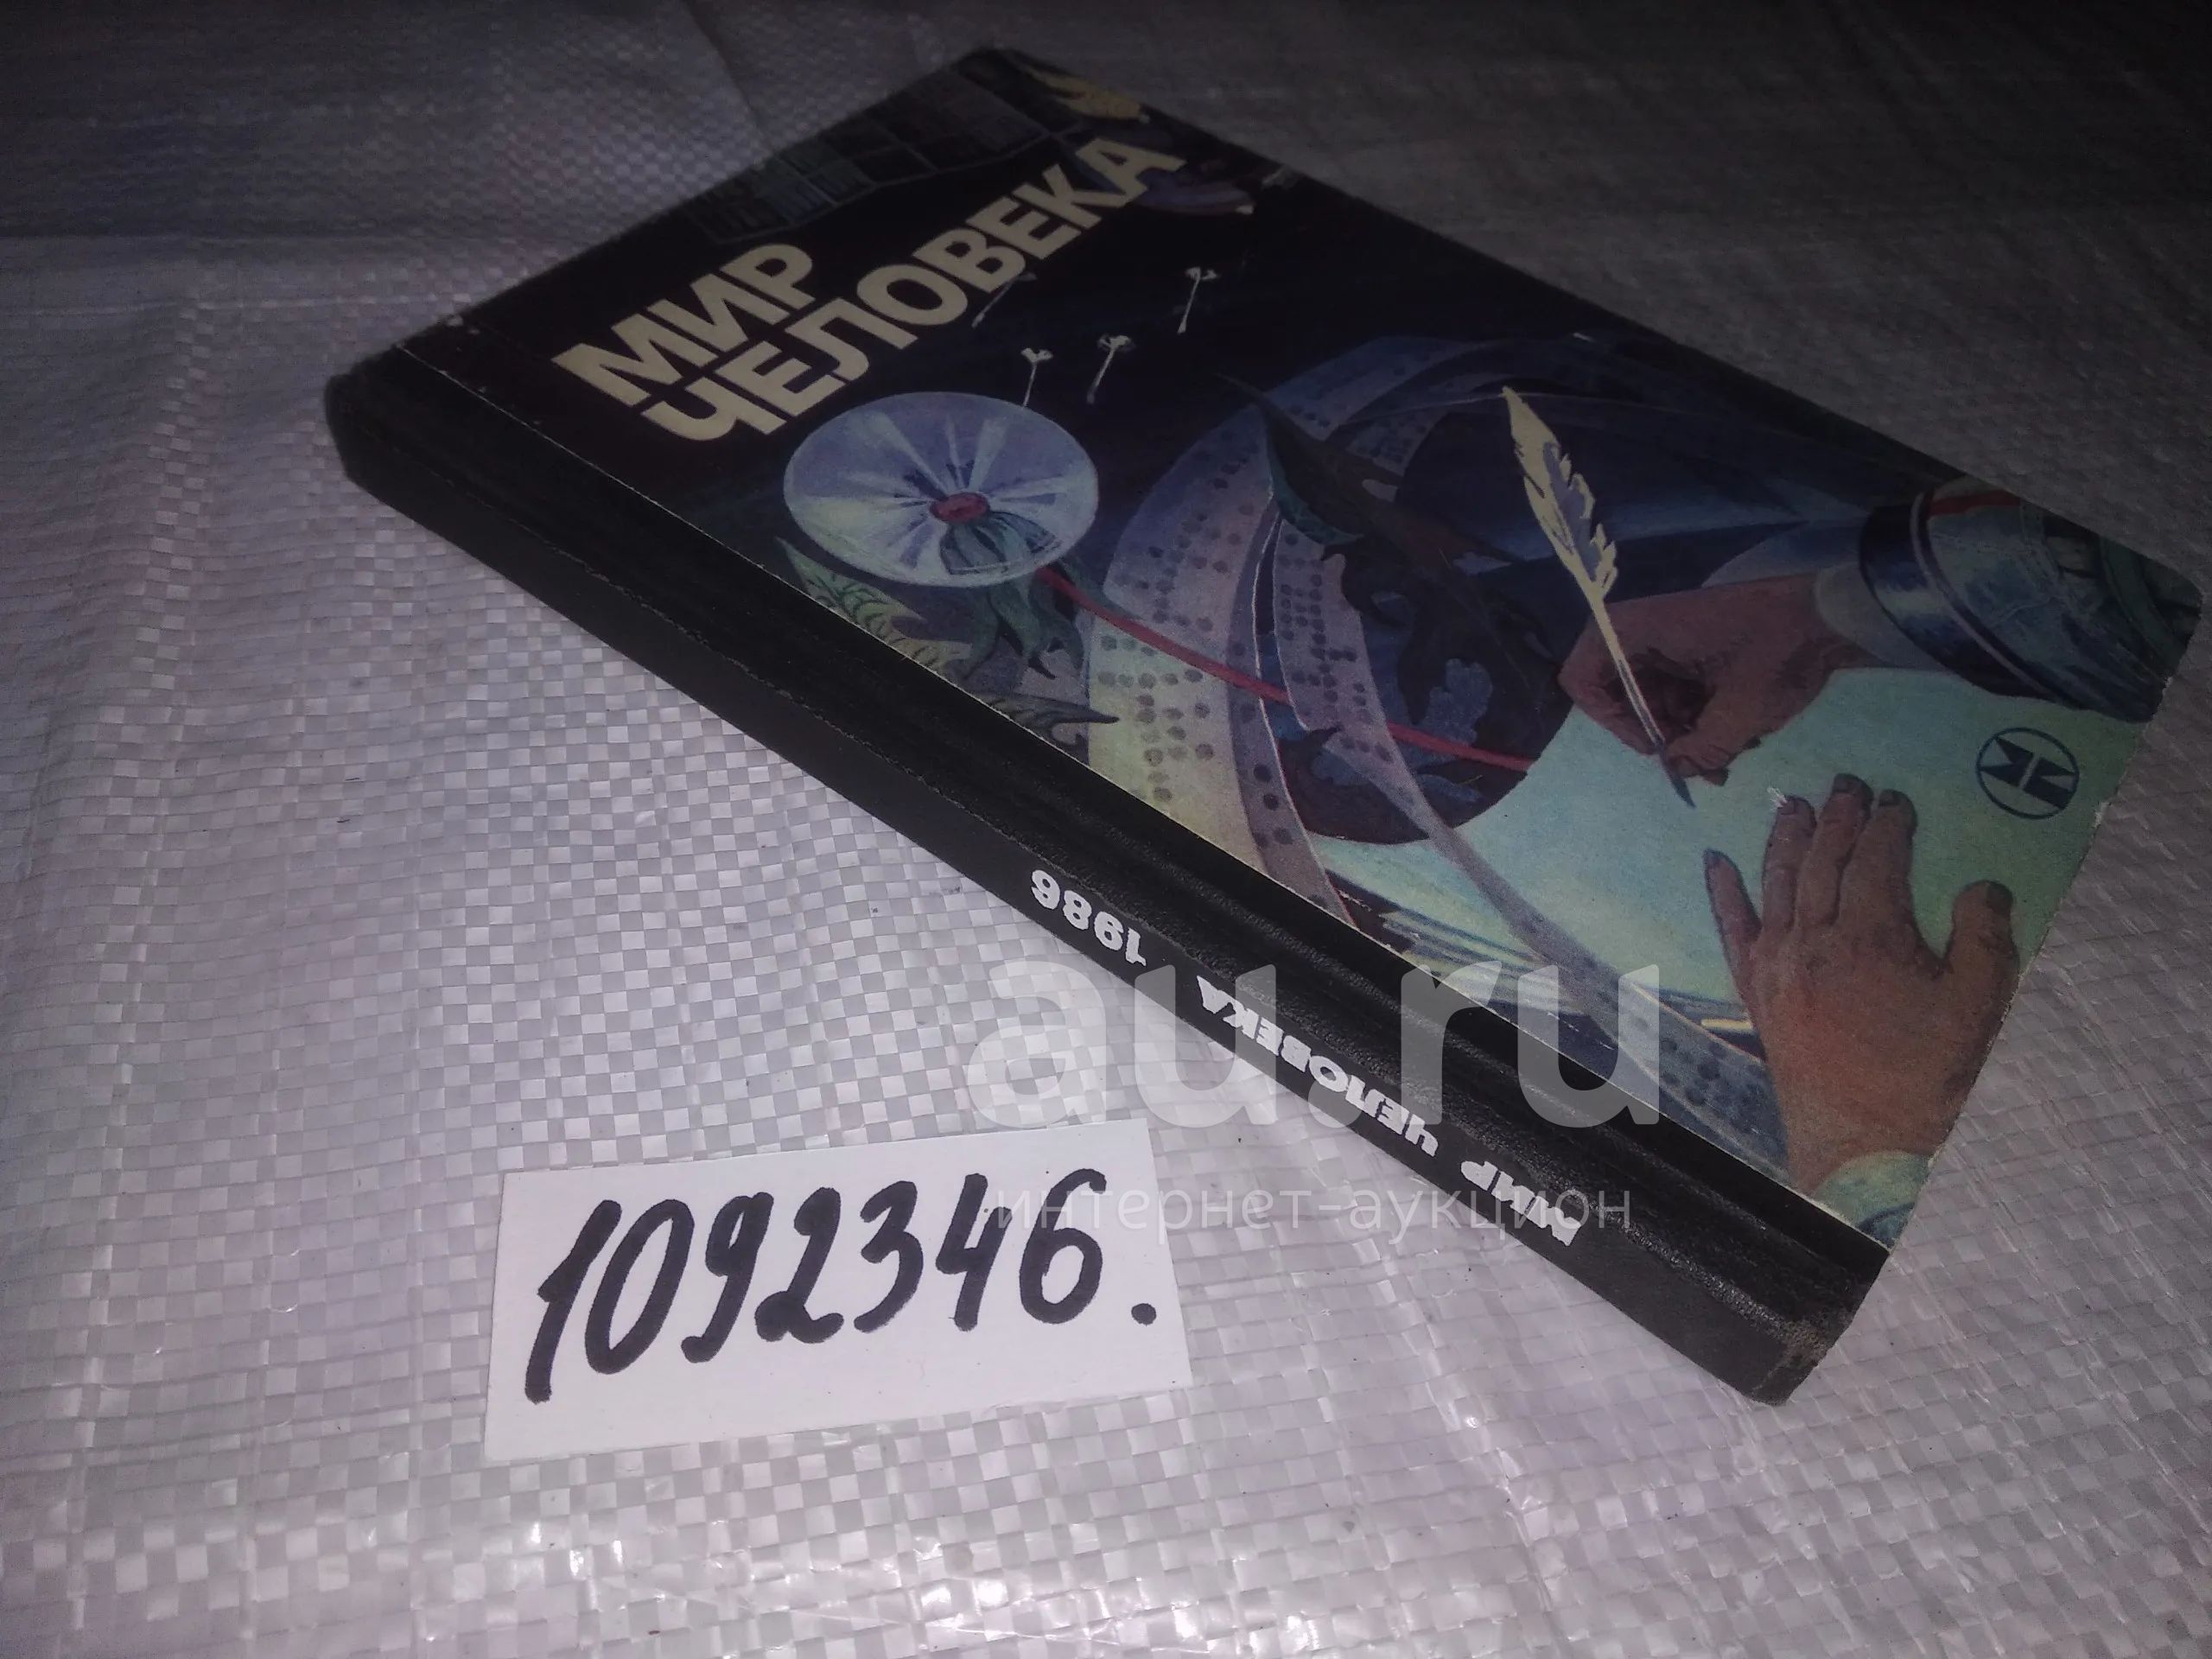 МИР
ЧЕЛОВЕКА
МИР ЧЕЛОВЕКА 1986
au.ru
интернет-аукцион
1092346.